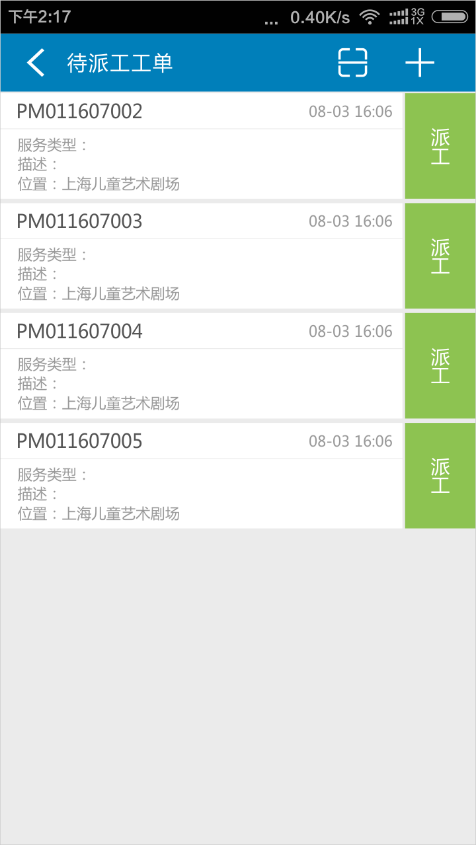 下午2:17 ... 0.40K/s 3G 1X
待派工工单
PM011607002 08-03 16:06
服务类型：
描述：
位置：上海儿童艺术剧场
派工
PM011607003 08-03 16:06
服务类型：
描述：
位置：上海儿童艺术剧场
派工
PM011607004 08-03 16:06
服务类型：
描述：
位置：上海儿童艺术剧场
派工
PM011607005 08-03 16:06
服务类型：
描述：
位置：上海儿童艺术剧场
派工